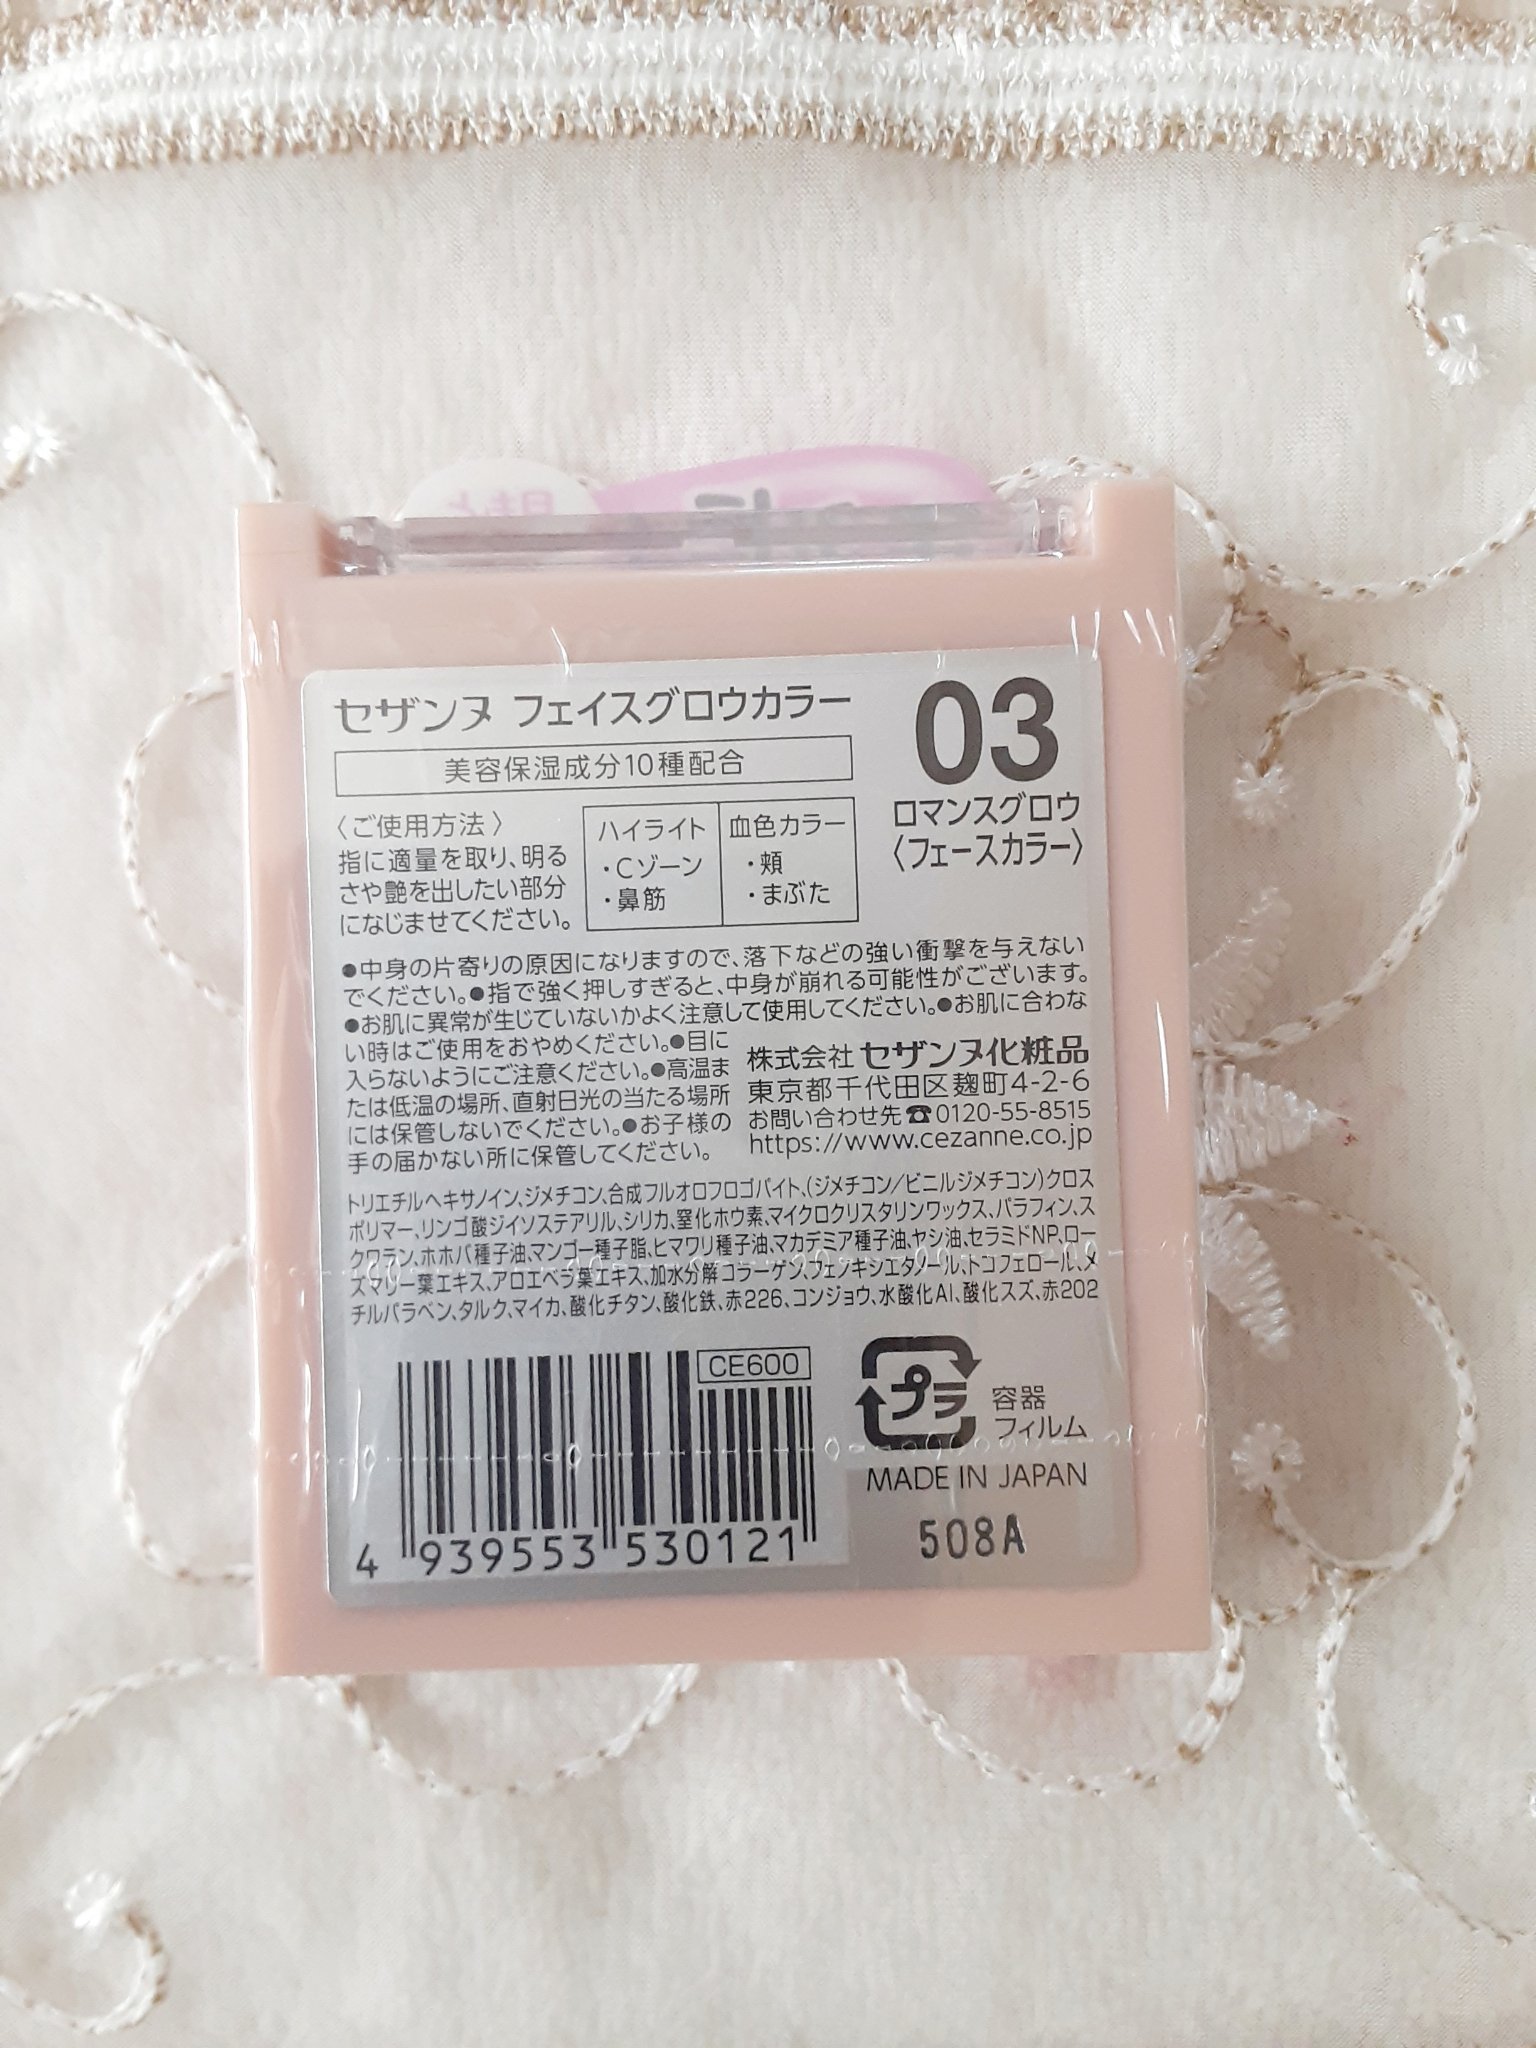 セザンヌ フェイスグロウカラー
03
美容保湿成分10種配合
ロマンスグロウ
〈フェースカラー〉
〈ご使用方法〉
指に適量を取り、明る
さや艶を出したい部分
になじませてください。
ハイライト
・Cゾーン
・鼻筋
血色カラー
・頬
・まぶた
●中身の片寄りの原因になりますので、落下などの強い衝撃を与えない
でください。●指で強く押しすぎると、中身が崩れる可能性がございます。
●お肌に異常が生じていないかよく注意して使用してください。●お肌に合わな
い時はご使用をおやめください。●目に
入らないようにご注意ください。●高温ま
たは低温の場所、直射日光の当たる場所
には保管しないでください。●お子様の
手の届かない所に保管してください。
株式会社 セザンヌ化粧品
東京都千代田区麹町4-2-6
お問い合わせ先☎0120-55-8515
https://www.cezanne.co.jp
トリエチルヘキサノイン、ジメチコン、合成フルオロフロゴパイト、(ジメチコン/ビニルジメチコン)クロス
ポリマー、リンゴ酸ジイソステアリル、シリカ、窒化ホウ素、マイクロクリスタリンワックス、パラフィン、ス
クワラン、ホホバ種子油、マンゴー種子脂、ヒマワリ種子油、マカデミア種子油、ヤシ油、セラミドNP、ロー
ズマリー葉エキス、アロエベラ葉エキス、加水分解コラーゲン、フェノキシエタノール、トコフェロール、メ
チルパラベン、タルク、マイカ、酸化チタン、酸化鉄、赤226、コンジョウ、水酸化Al、酸化スズ、赤202
CE600
4 939553 530121
プラ
容器
フィルム
MADE IN JAPAN
508A